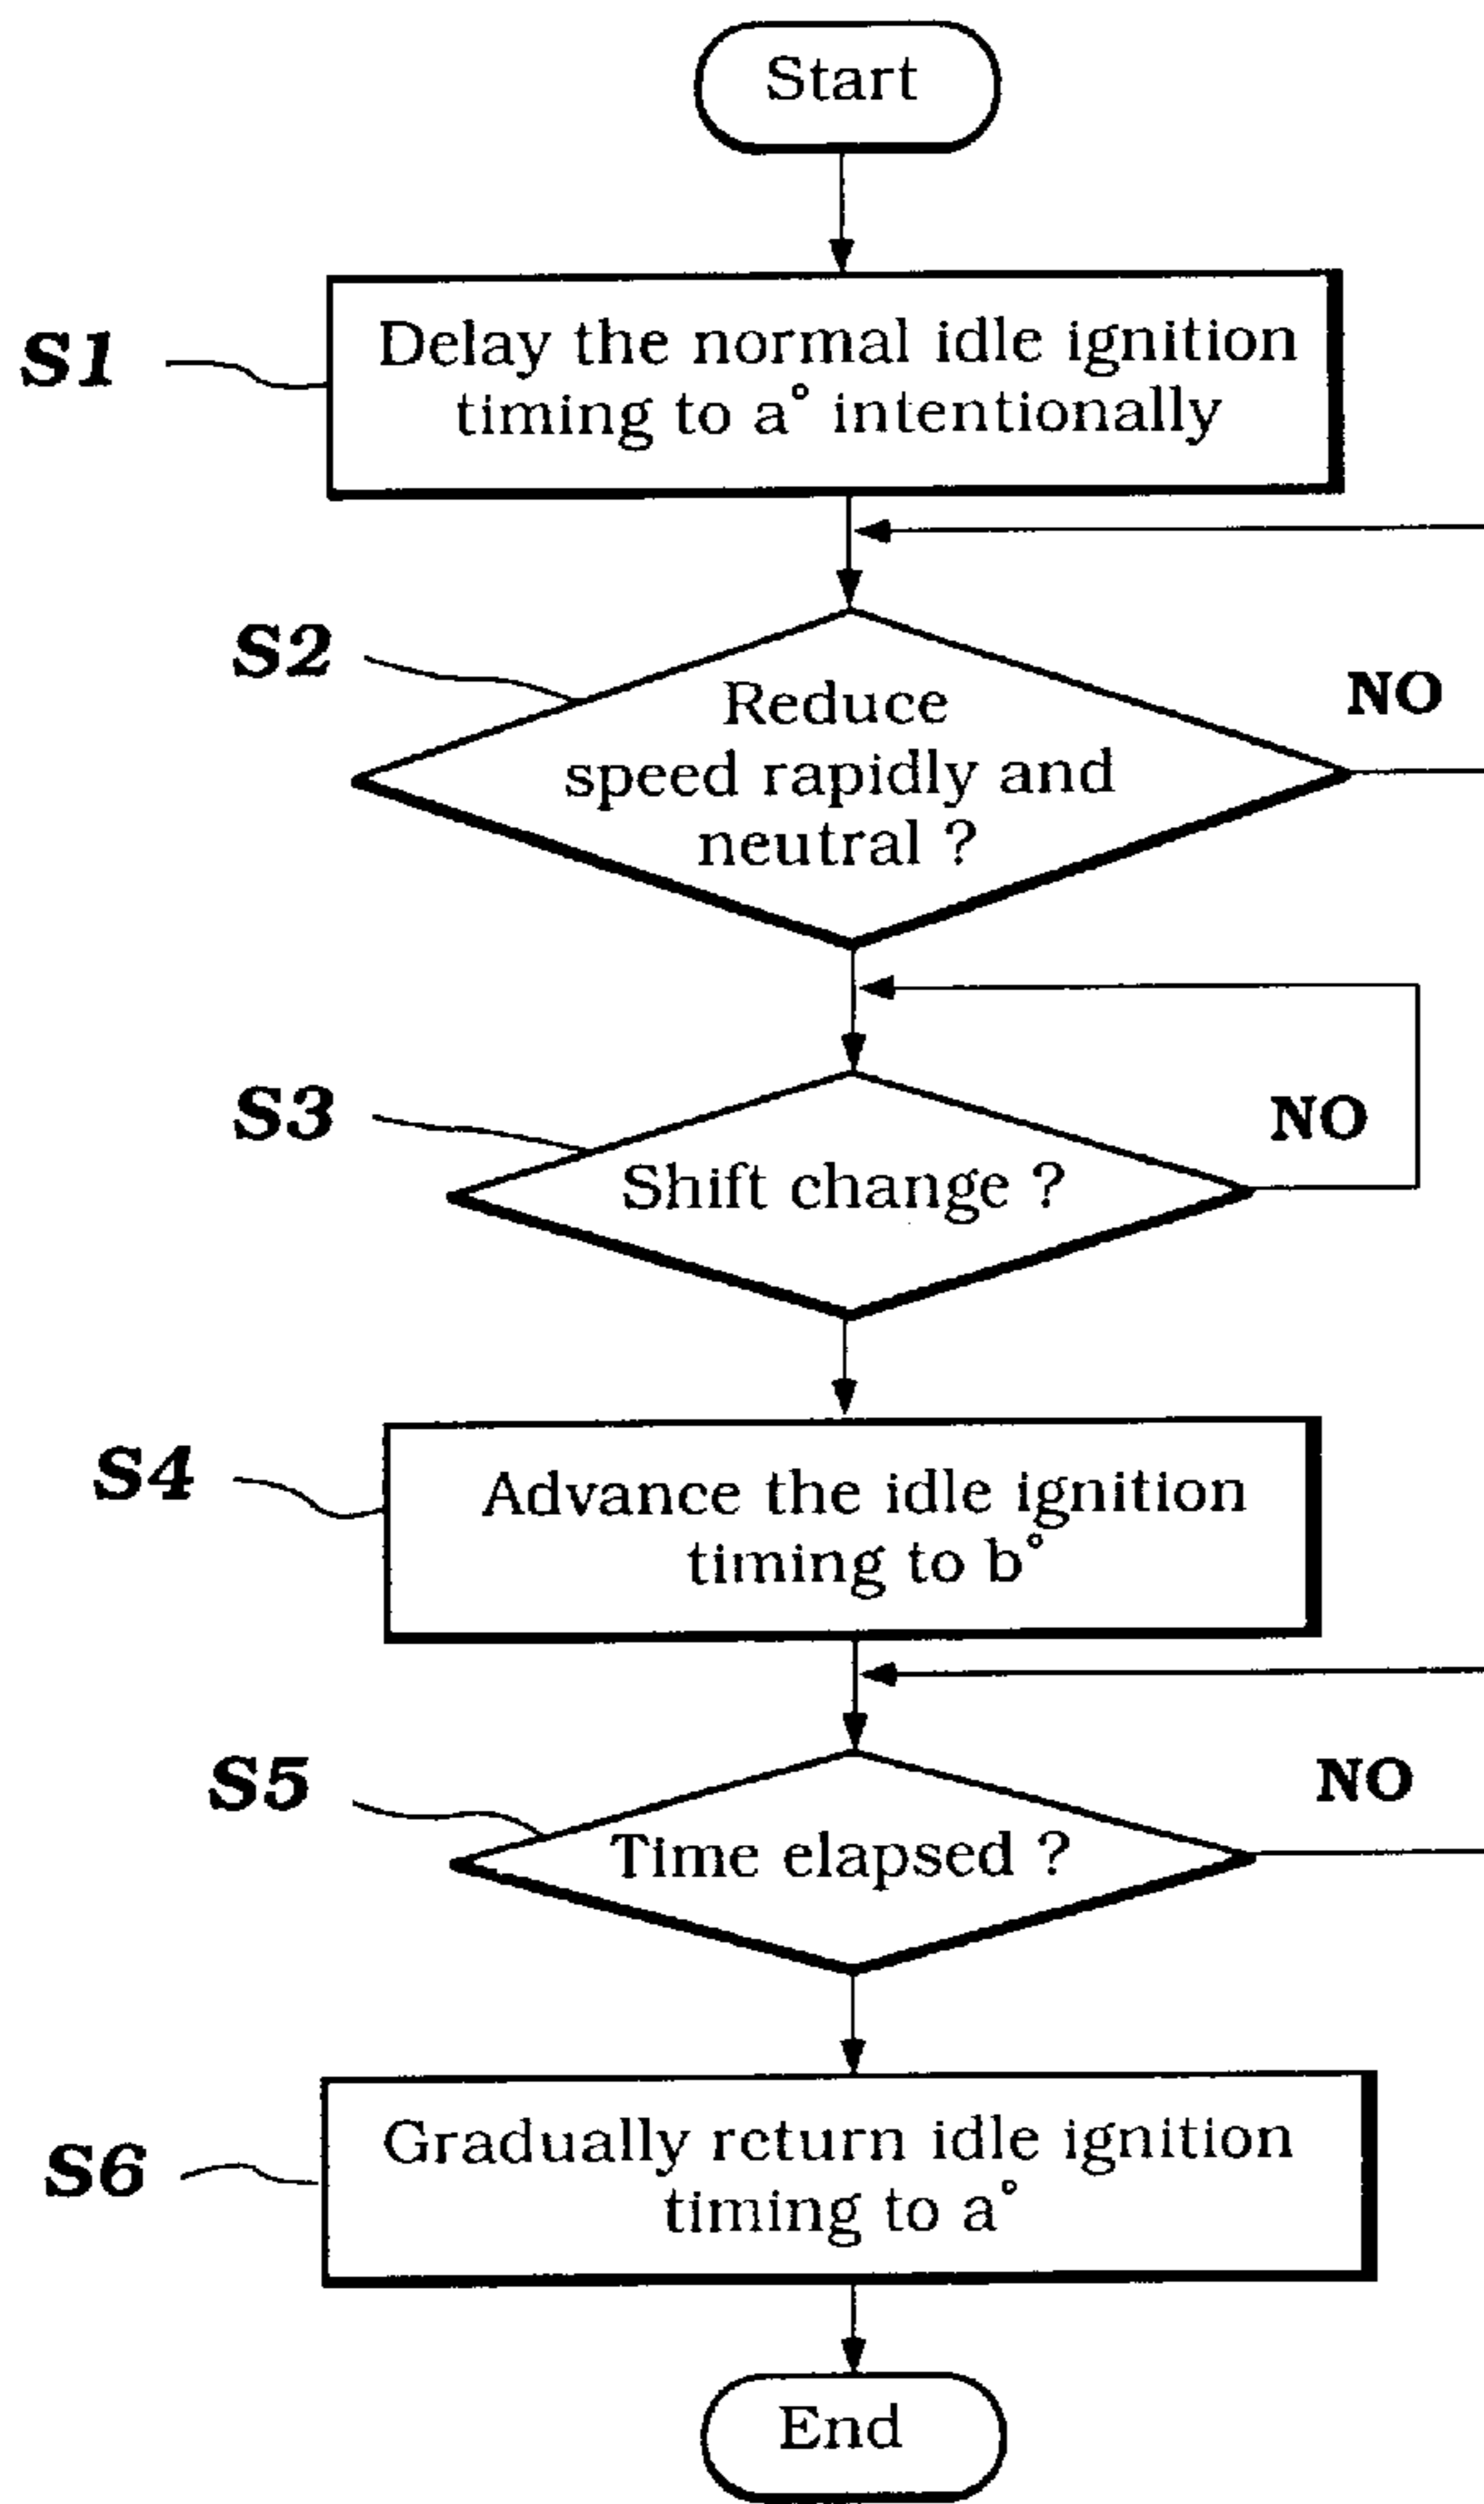 Start
S1
Delay the normal idle ignition
timing to a° intentionally
S2
NO
Reduce
speed rapidly and
neutral ?
S3
NO
Shift change ?
S4
Advance the idle ignition
timing to b°
S5
NO
Time elapsed ?
S6
Gradually return idle ignition
timing to a°
End